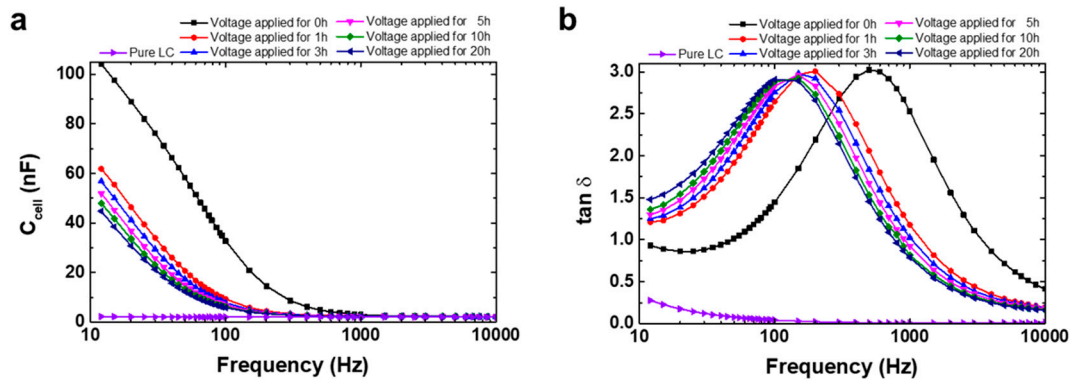 a
Voltage applied for 0h
Voltage applied for 5h
Voltage applied for 1h
Voltage applied for 10h
Pure LC
Voltage applied for 3h
Voltage applied for 20h
100
80
60
40
20
0
C_cell (nF)
10
100
1000
10000
Frequency (Hz)
b
Voltage applied for 0h
Voltage applied for 5h
Voltage applied for 1h
Voltage applied for 10h
Pure LC
Voltage applied for 3h
Voltage applied for 20h
3.0
2.5
2.0
1.5
1.0
0.5
0.0
tan δ
10
100
1000
10000
Frequency (Hz)